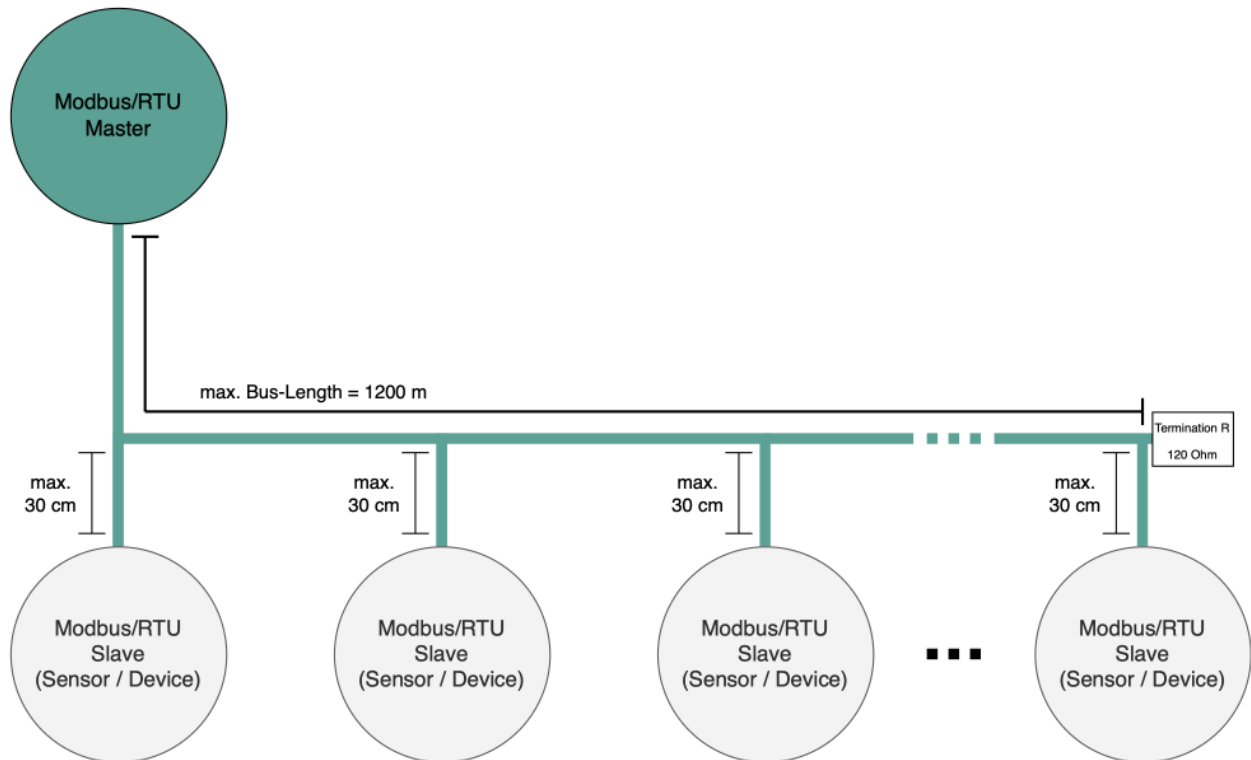 Modbus/RTU
Master
max. Bus-Length = 1200 m
Termination R
120 Ohm
max.
30 cm
max.
30 cm
max.
30 cm
max.
30 cm
Modbus/RTU
Slave
(Sensor / Device)
Modbus/RTU
Slave
(Sensor / Device)
Modbus/RTU
Slave
(Sensor / Device)
Modbus/RTU
Slave
(Sensor / Device)